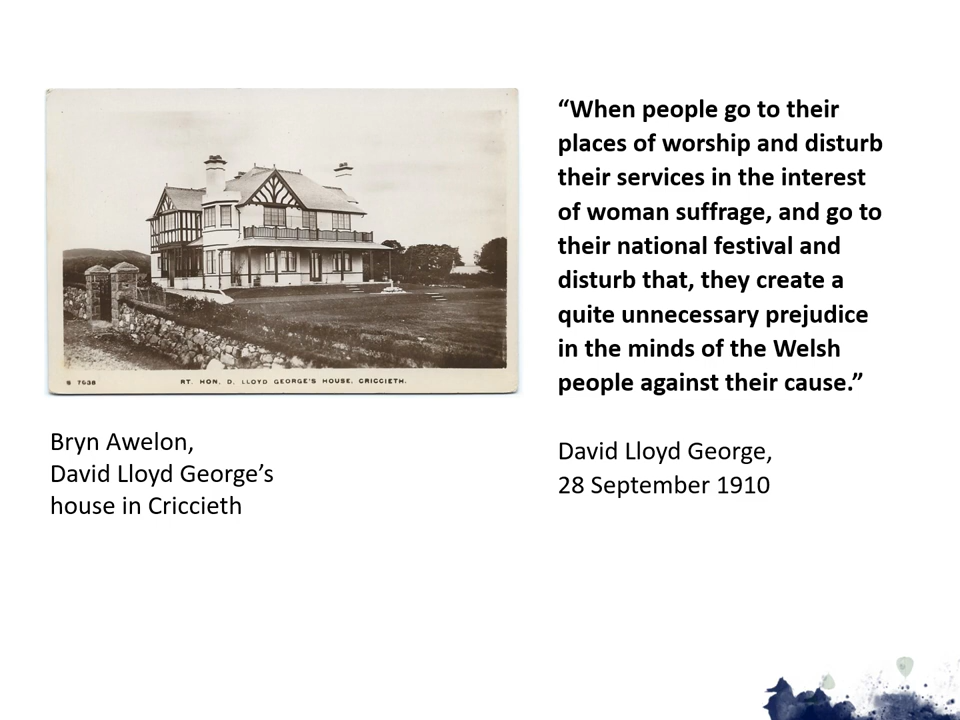 “When people go to their
places of worship and disturb
their services in the interest
of woman suffrage, and go to
their national festival and
disturb that, they create a
quite unnecessary prejudice
in the minds of the Welsh
people against their cause.”
David Lloyd George,
28 September 1910
S 7638 RT. HON. D. LLOYD GEORGE'S HOUSE, CRICCIETH.
Bryn Awelon,
David Lloyd George’s
house in Criccieth